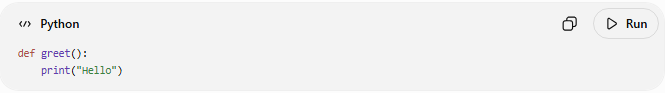 Python
Run
def greet():
    print("Hello")